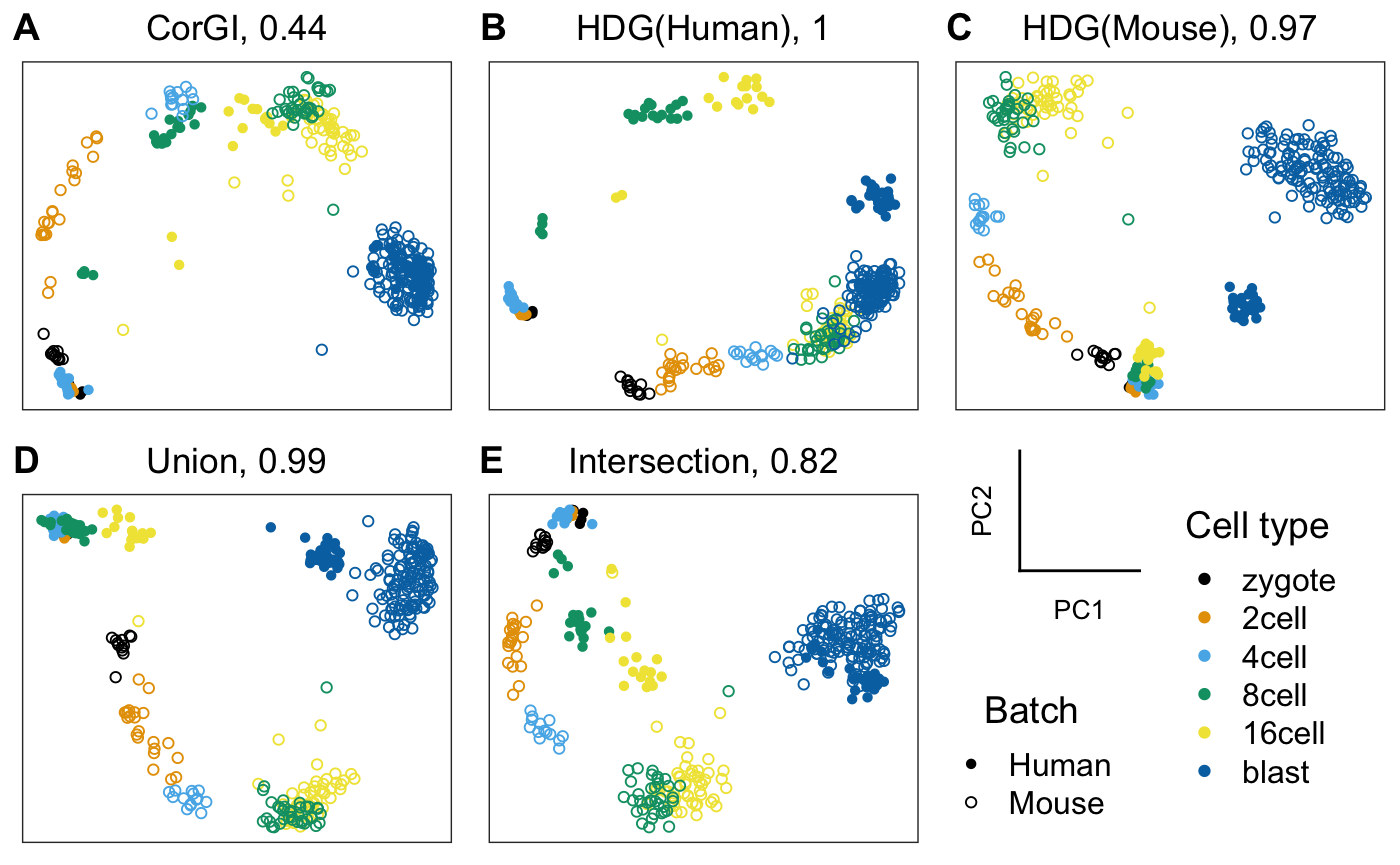 A CorGI, 0.44
B HDG(Human), 1
C HDG(Mouse), 0.97
D Union, 0.99
E Intersection, 0.82
PC2
PC1
Cell type
zygote
2cell
4cell
8cell
16cell
blast
Batch
Human
Mouse